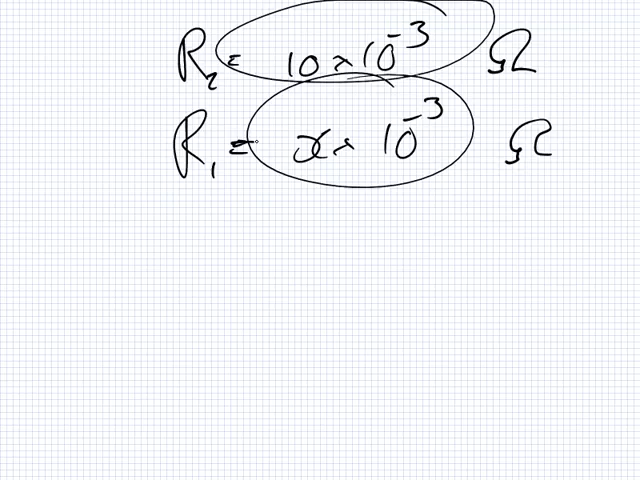 R₂ = 10 × 10⁻³ Ω
R₁ = x × 10⁻³ Ω